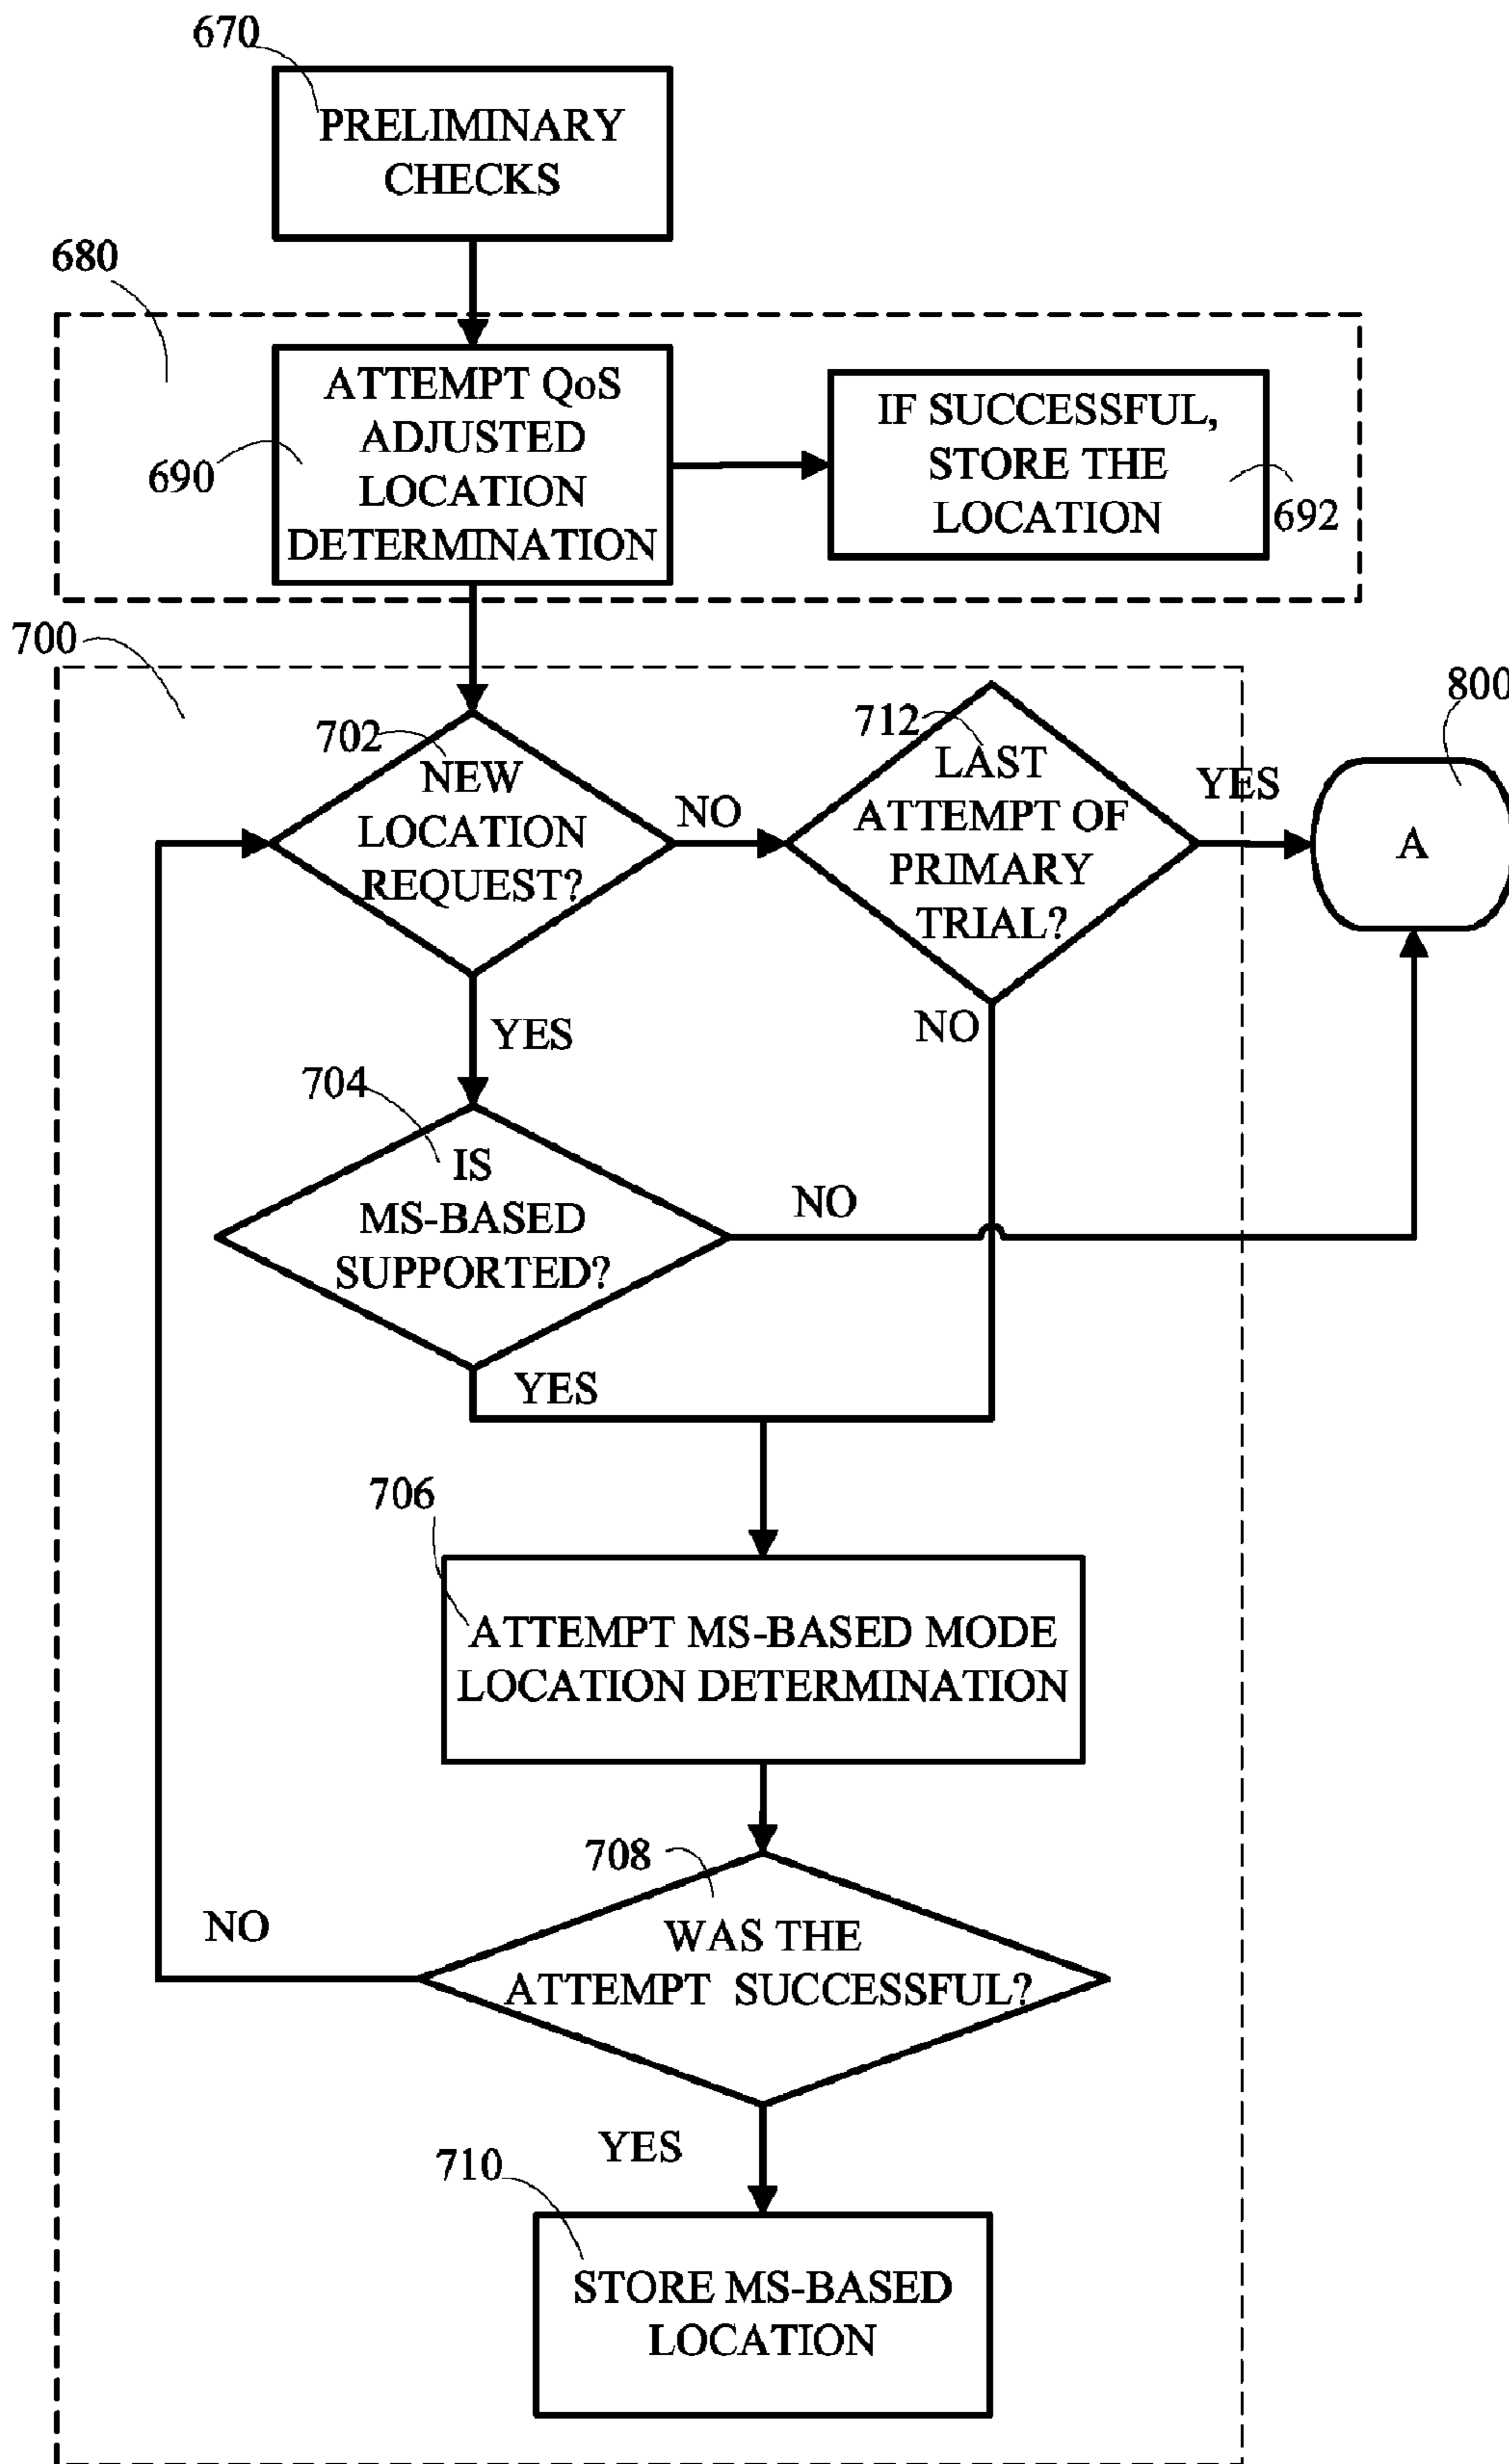 670
PRELIMINARY
CHECKS
680
690
ATTEMPT QoS
ADJUSTED
LOCATION
DETERMINATION
IF SUCCESSFUL,
STORE THE
LOCATION
692
700
702
NEW
LOCATION
REQUEST?
NO
712
LAST
ATTEMPT OF
PRIMARY
TRIAL?
YES
800
A
NO
YES
704
IS
MS-BASED
SUPPORTED?
NO
YES
706
ATTEMPT MS-BASED MODE
LOCATION DETERMINATION
708
WAS THE
ATTEMPT SUCCESSFUL?
NO
YES
710
STORE MS-BASED
LOCATION